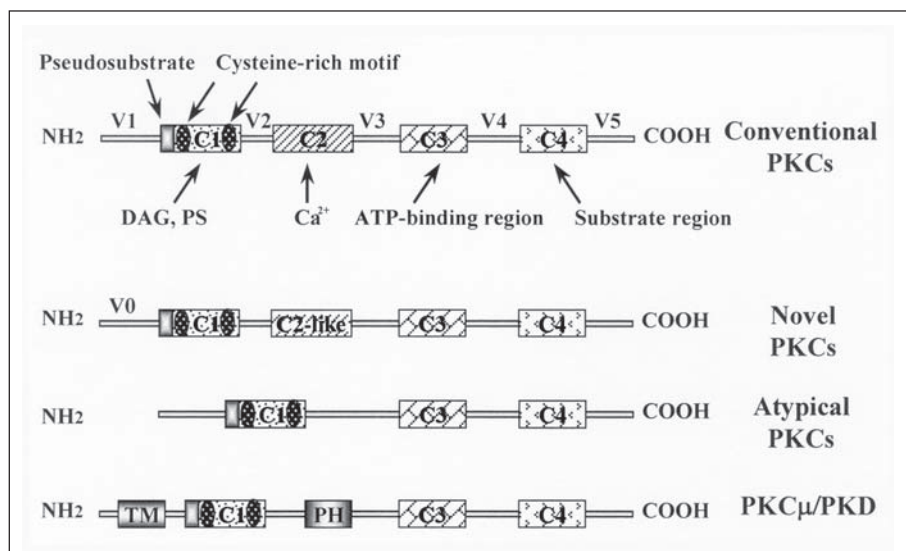 Pseudosubstrate Cysteine-rich motif
V1 V2 V3 V4 V5
NH2 C1 C2 C3 C4 COOH Conventional
PKCs
DAG, PS Ca2+ ATP-binding region Substrate region
V0
NH2 C1 C2-like C3 C4 COOH Novel
PKCs
NH2 C1 C3 C4 COOH Atypical
PKCs
NH2 TM C1 PH C3 C4 COOH PKCμ/PKD